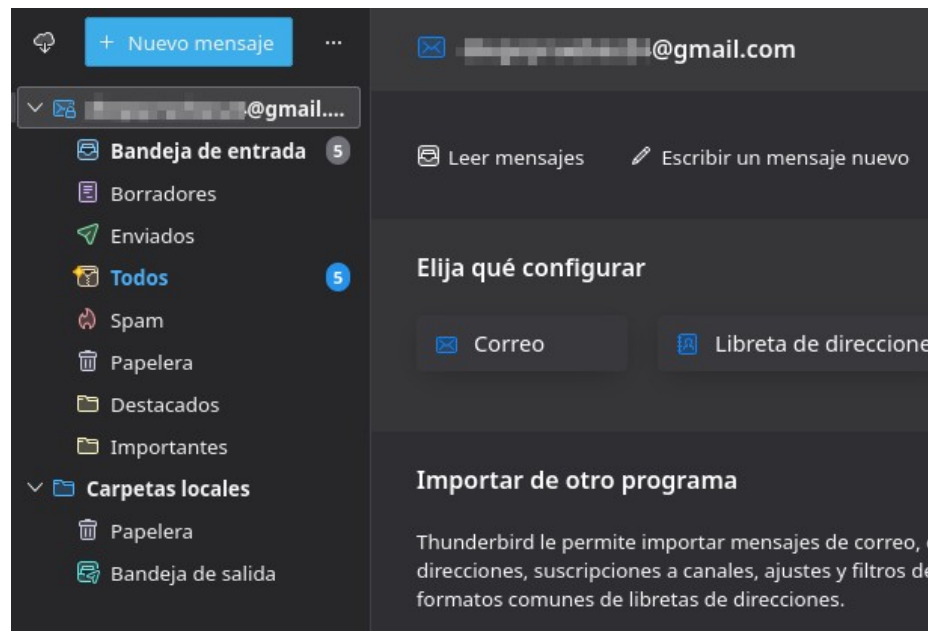 + Nuevo mensaje ...
@gmail....
Bandeja de entrada 5
Borradores
Enviados
Todos 5
Spam
Papelera
Destacados
Importantes
Carpetas locales
Papelera
Bandeja de salida
@gmail.com
Leer mensajes Escribir un mensaje nuevo
Elija qué configurar
Correo Libreta de direccione
Importar de otro programa
Thunderbird le permite importar mensajes de correo,
direcciones, suscripciones a canales, ajustes y filtros de
formatos comunes de libretas de direcciones.